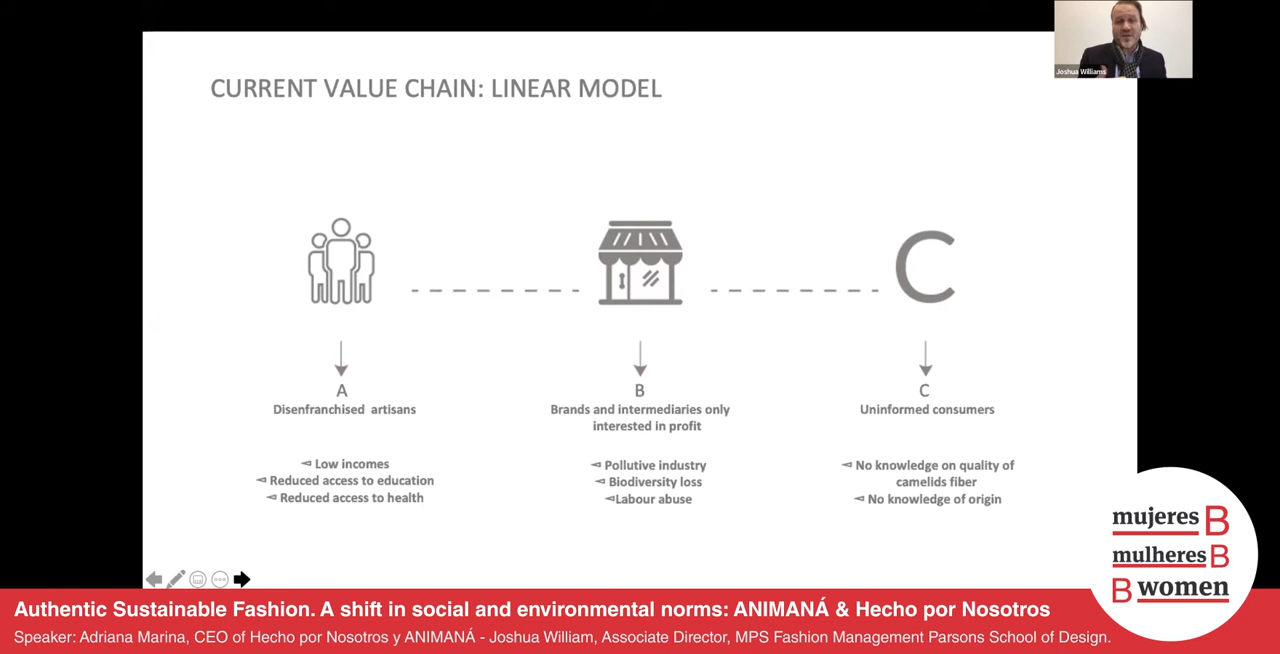 Joshua Williams
CURRENT VALUE CHAIN: LINEAR MODEL
C
A
Disenfranchised artisans
Low incomes
Reduced access to education
Reduced access to health
B
Brands and intermediaries only
interested in profit
Pollutive industry
Biodiversity loss
Labour abuse
C
Uninformed consumers
No knowledge on quality of
camelids fiber
No knowledge of origin
mujeres B
mulheres B
B women
Authentic Sustainable Fashion. A shift in social and environmental norms: ANIMANÁ & Hecho por Nosotros
Speaker: Adriana Marina, CEO of Hecho por Nosotros y ANIMANÁ - Joshua William, Associate Director, MPS Fashion Management Parsons School of Design.